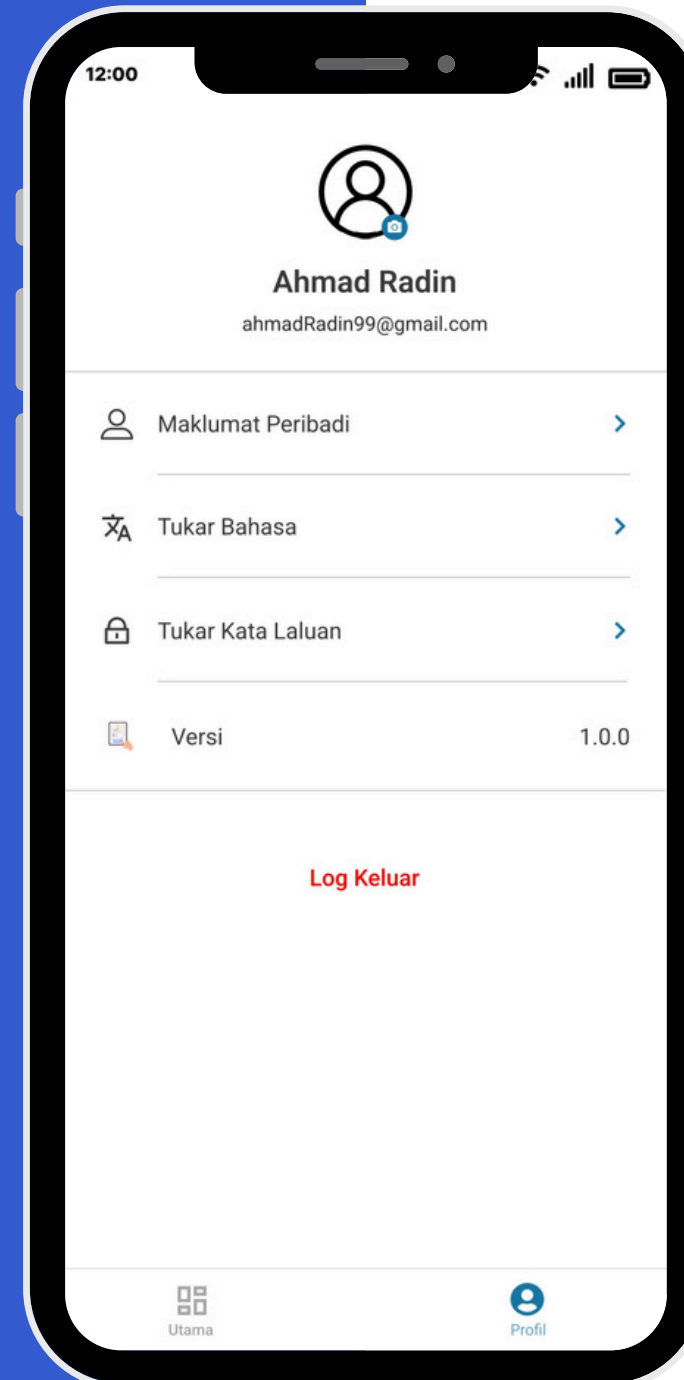 12:00
Ahmad Radin
ahmadRadin99@gmail.com
Maklumat Peribadi
Tukar Bahasa
Tukar Kata Laluan
Versi 1.0.0
Log Keluar
Utama Profil